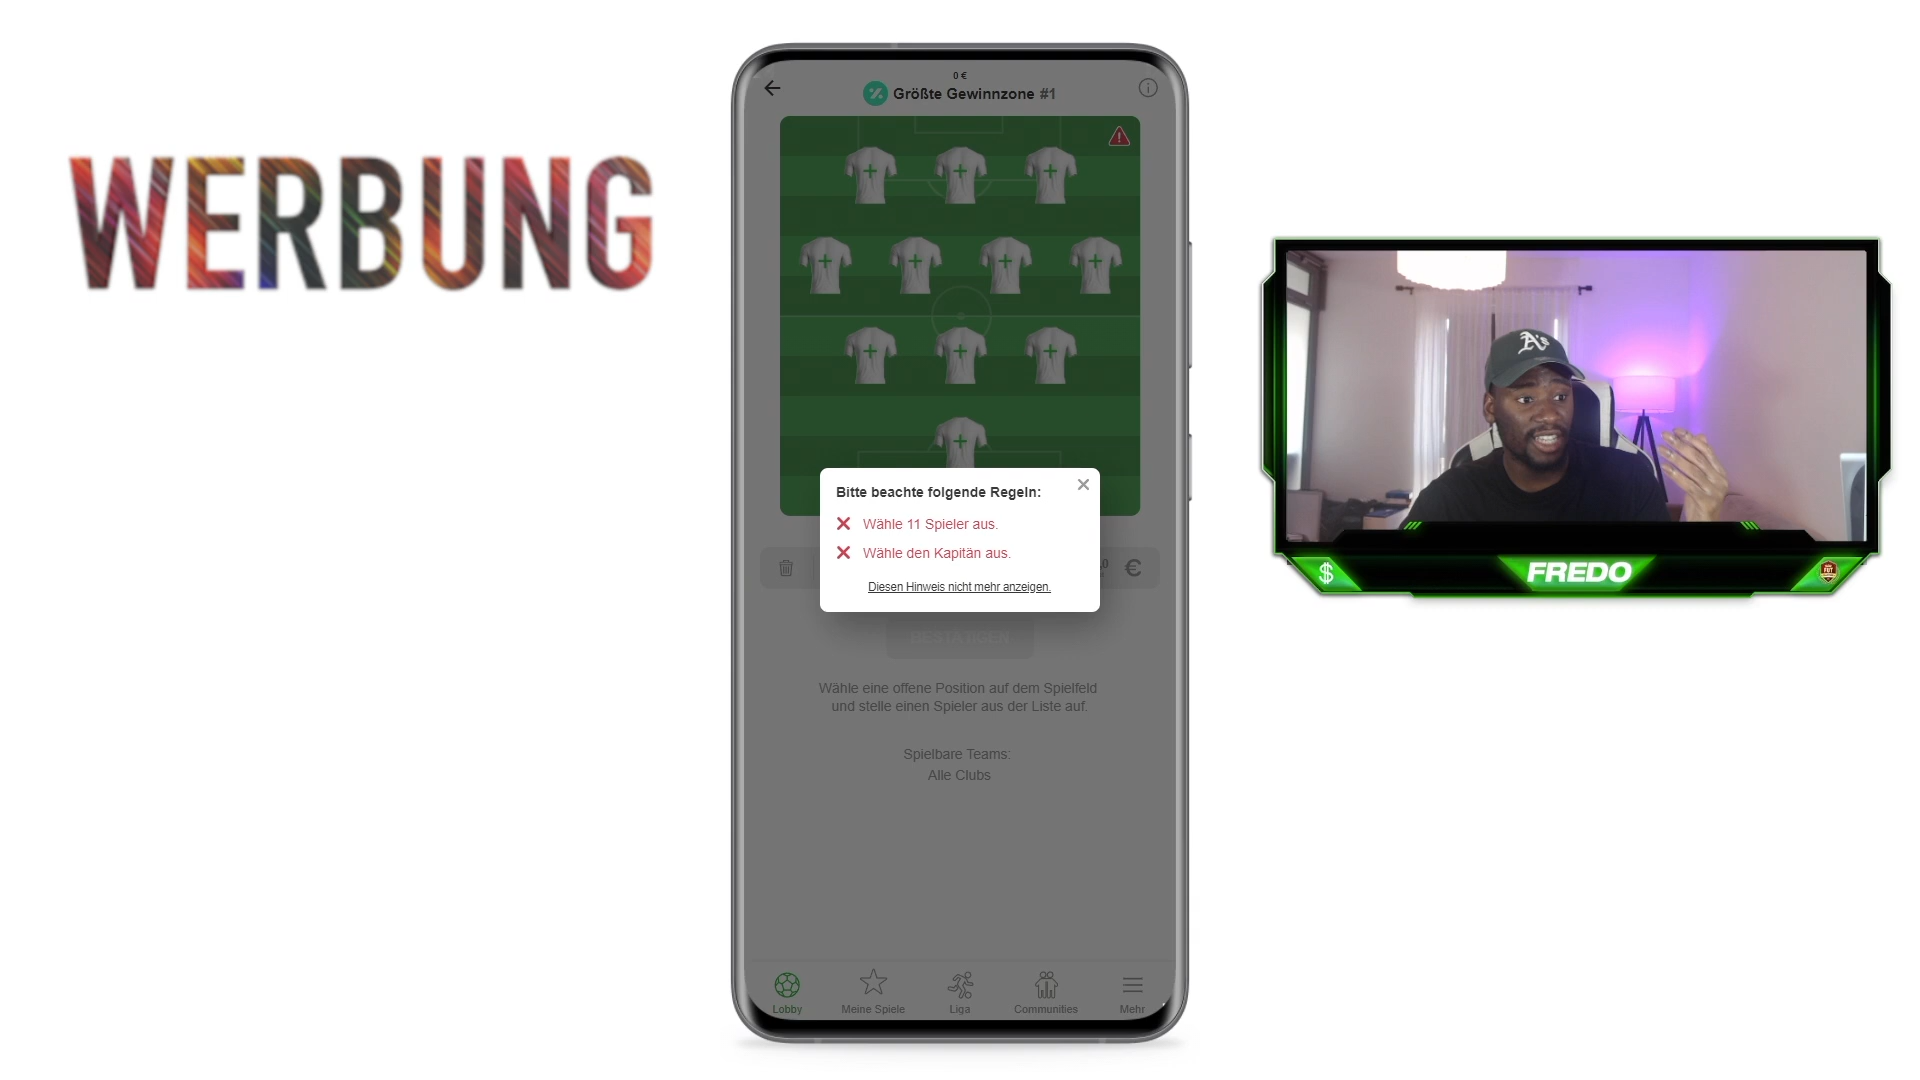 WERBUNG
0 €
Größte Gewinnzone #1
Bitte beachte folgende Regeln:
Wähle 11 Spieler aus.
Wähle den Kapitän aus.
Diesen Hinweis nicht mehr anzeigen.
€
BESTÄTIGEN
Wähle eine offene Position auf dem Spielfeld
und stelle einen Spieler aus der Liste auf.
Spielbare Teams:
Alle Clubs
Lobby
Meine Spiele
Liga
Communities
Mehr
A's
$
FREDO
FUT